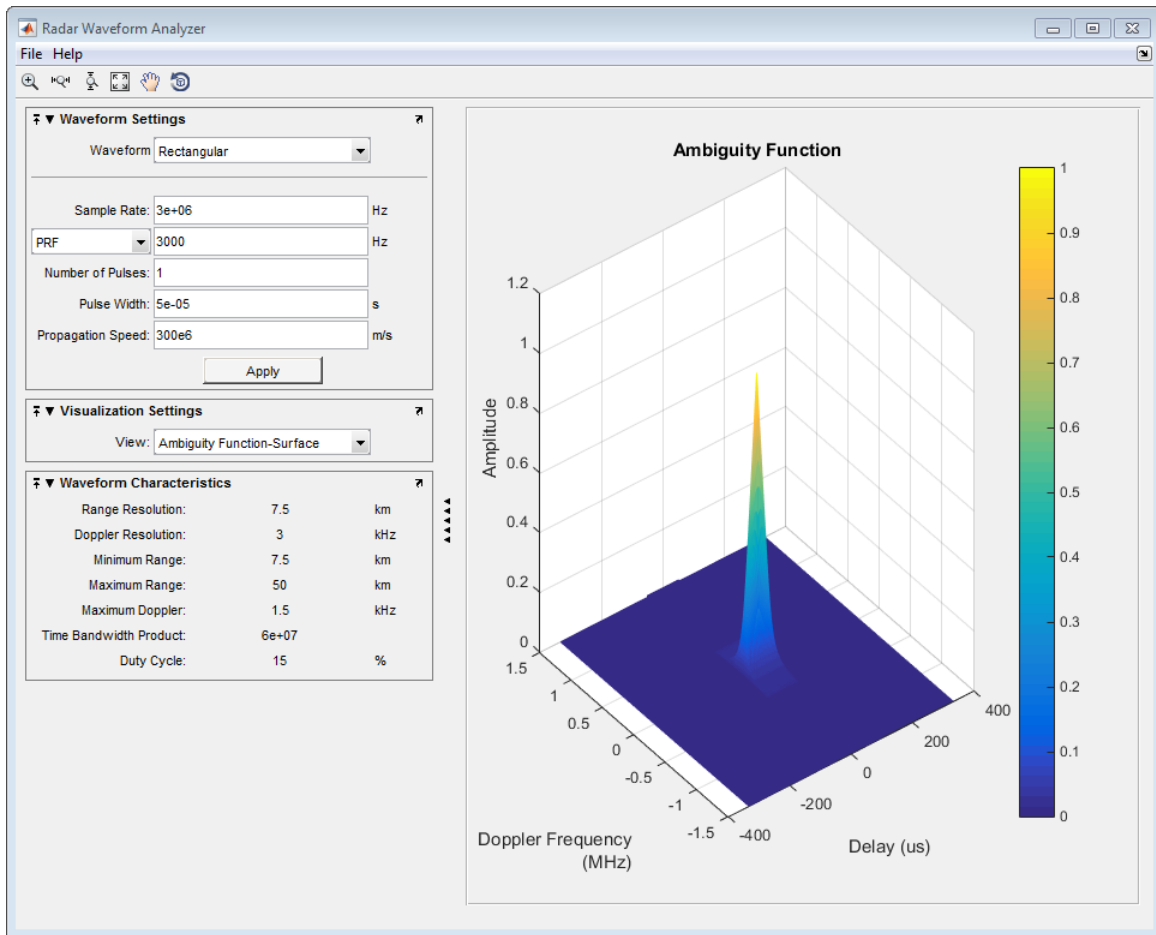 Radar Waveform Analyzer
File Help
Waveform Settings
Waveform Rectangular
Sample Rate: 3e+06 Hz
PRF 3000 Hz
Number of Pulses: 1
Pulse Width: 5e-05 s
Propagation Speed: 300e6 m/s
Apply
Visualization Settings
View: Ambiguity Function-Surface
Waveform Characteristics
Range Resolution: 7.5 km
Doppler Resolution: 3 kHz
Minimum Range: 7.5 km
Maximum Range: 50 km
Maximum Doppler: 1.5 kHz
Time Bandwidth Product: 6e+07
Duty Cycle: 15 %
Ambiguity Function
Amplitude
1.2
1
0.8
0.6
0.4
0.2
0
1.5
1
0.5
0
-0.5
-1
-1.5
Doppler Frequency
(MHz)
-400
-200
0
200
400
Delay (us)
1
0.9
0.8
0.7
0.6
0.5
0.4
0.3
0.2
0.1
0